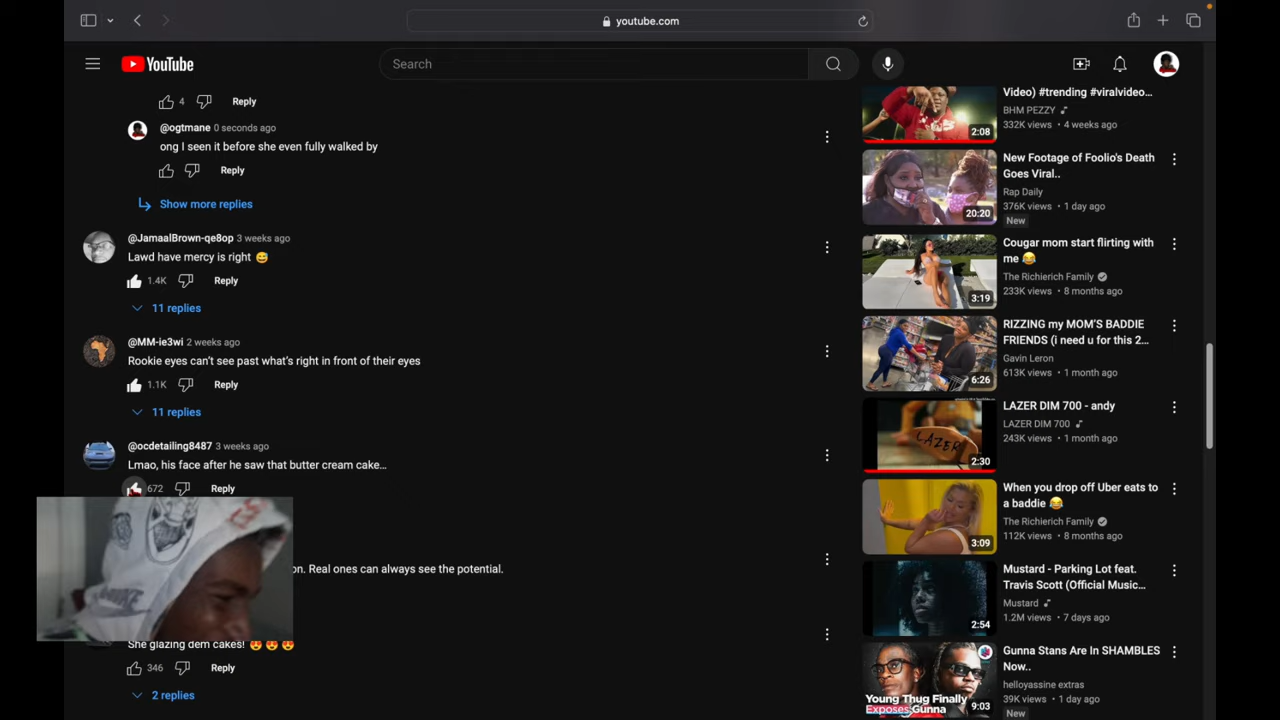 youtube.com
YouTube
Search
4 Reply
@ogtmane 0 seconds ago
ong I seen it before she even fully walked by
Reply
Show more replies
@JamaalBrown-qe8op 3 weeks ago
Lawd have mercy is right 😅
1.4K Reply
11 replies
@MM-ie3wi 2 weeks ago
Rookie eyes can't see past what's right in front of their eyes
1.1K Reply
11 replies
@ocdetailing8487 3 weeks ago
Lmao, his face after he saw that butter cream cake...
672 Reply
on. Real ones can always see the potential.
She glazing dem cakes! 😍 😍 😍
346 Reply
2 replies
Video) #trending #viralvideo...
BHM PEZZY
332K views • 4 weeks ago
2:08
New Footage of Foolio's Death
Goes Viral..
Rap Daily
376K views • 1 day ago
New
20:20
Cougar mom start flirting with
me 😂
The Richierich Family
233K views • 8 months ago
3:19
RIZZING my MOM'S BADDIE
FRIENDS (i need u for this 2...
Gavin Leron
613K views • 1 month ago
6:26
LAZER DIM 700 - andy
LAZER DIM 700
243K views • 1 month ago
LAZER
2:30
When you drop off Uber eats to
a baddie 😂
The Richierich Family
112K views • 8 months ago
3:09
Mustard - Parking Lot feat.
Travis Scott (Official Music...
Mustard
1.2M views • 7 days ago
2:54
Gunna Stans Are In SHAMBLES
Now..
helloyassine extras
39K views • 1 day ago
New
Young Thug Finally
Exposes Gunna
9:03